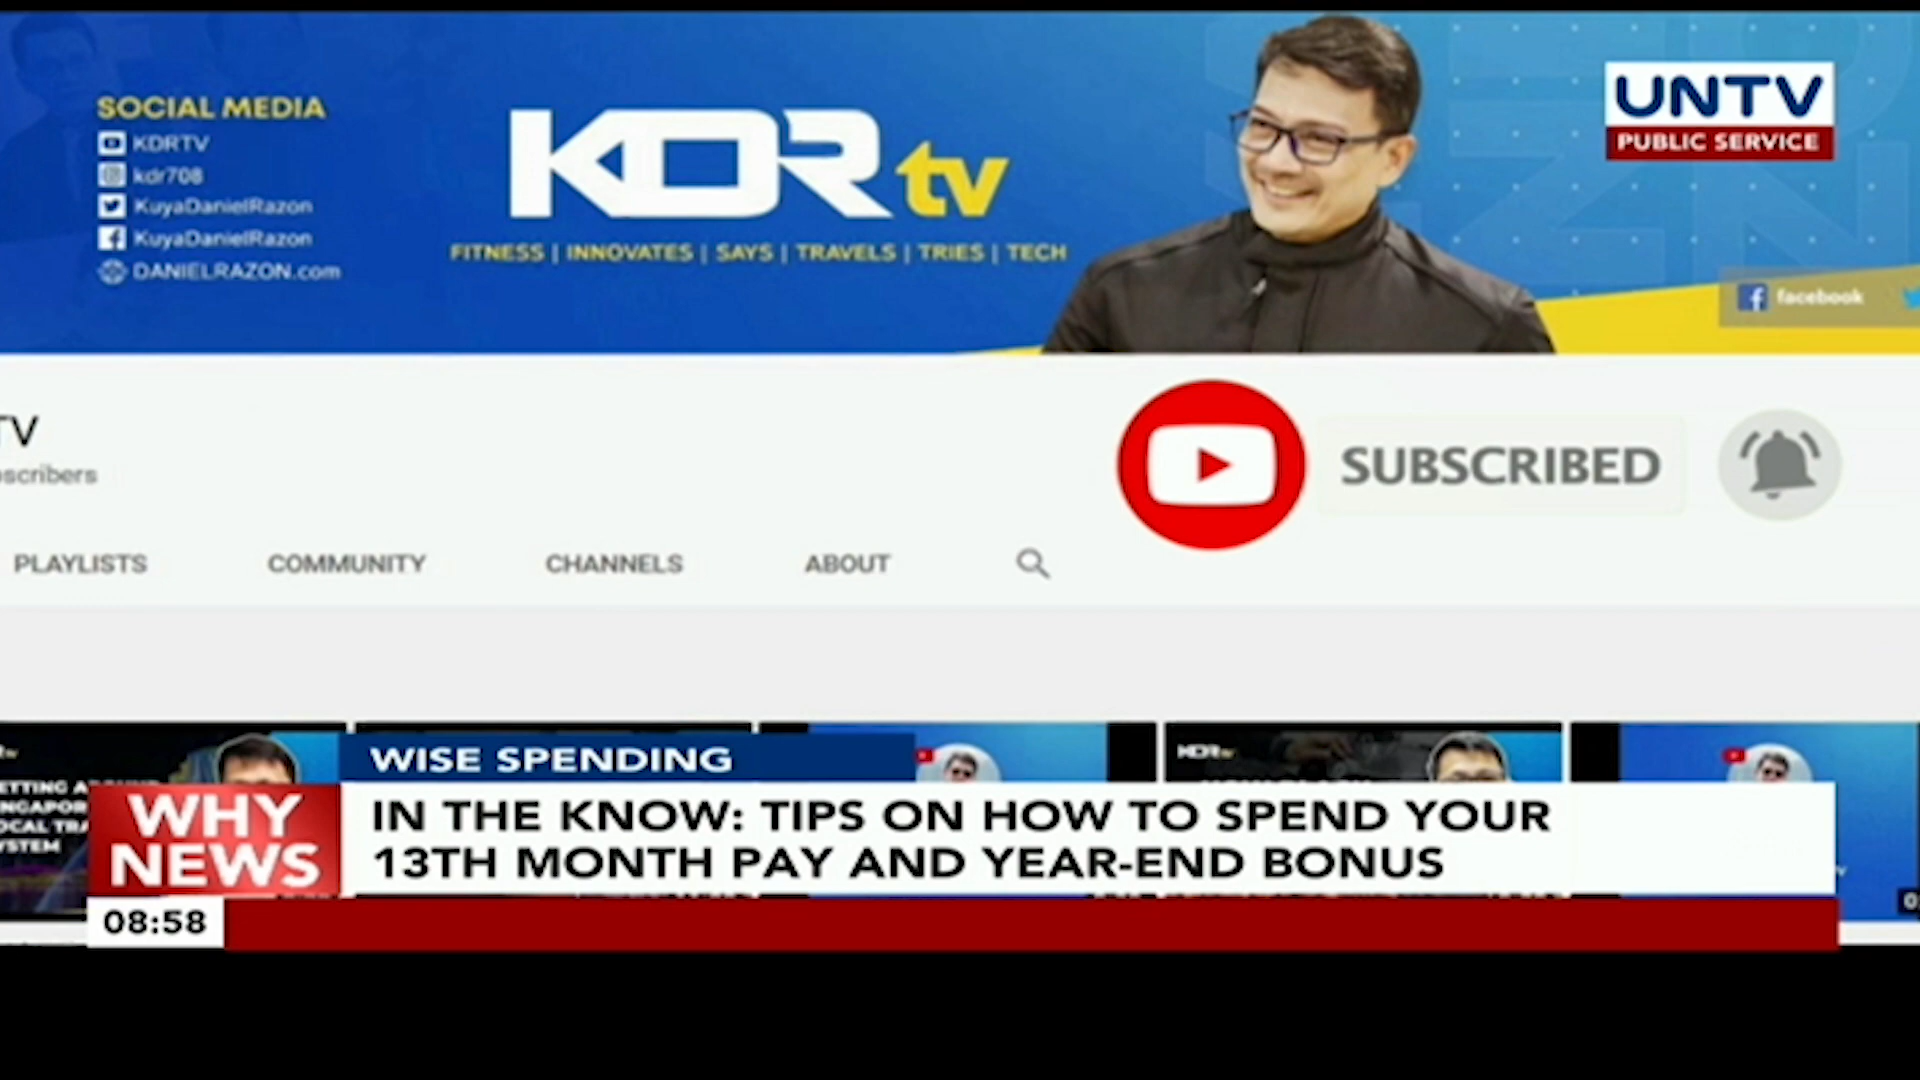 SOCIAL MEDIA
KDRTV
kdr708
KuyaDanielRazon
KuyaDanielRazon
DANIELRAZON.com
KDR tv
FITNESS | INNOVATES | SAYS | TRAVELS | TRIES | TECH
UNTV
PUBLIC SERVICE
facebook
TV
scribers
SUBSCRIBED
PLAYLISTS COMMUNITY CHANNELS ABOUT
WISE SPENDING
WHY NEWS
IN THE KNOW: TIPS ON HOW TO SPEND YOUR
13TH MONTH PAY AND YEAR-END BONUS
08:58